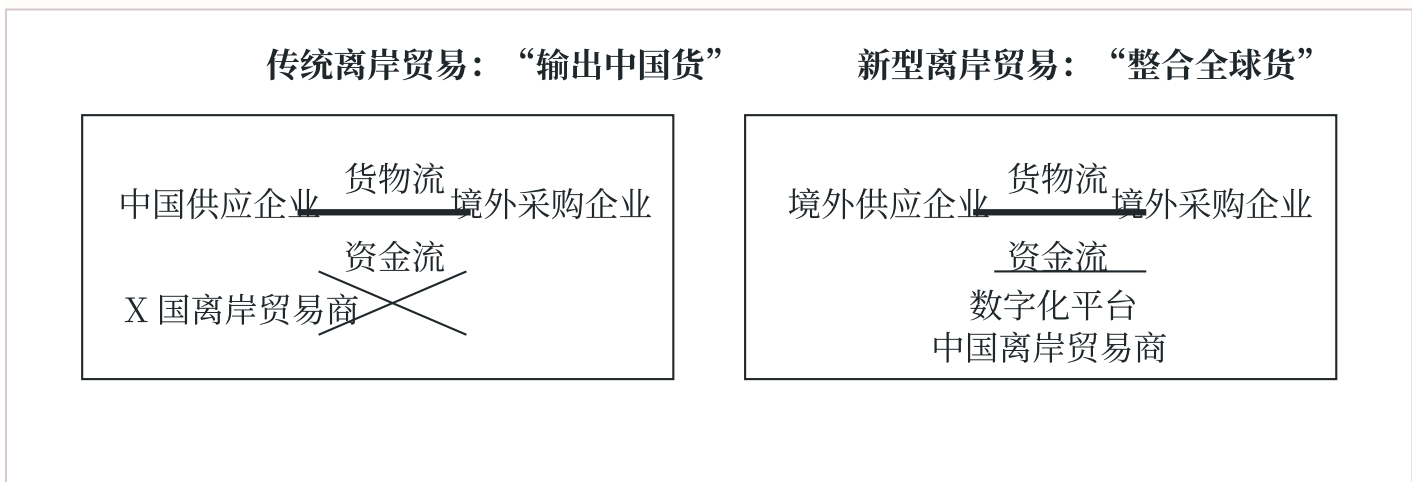 传统离岸贸易：“输出中国货”
货物流
中国供应企业
境外采购企业
资金流
X 国离岸贸易商
新型离岸贸易：“整合全球货”
货物流
境外供应企业
境外采购企业
资金流
数字化平台
中国离岸贸易商